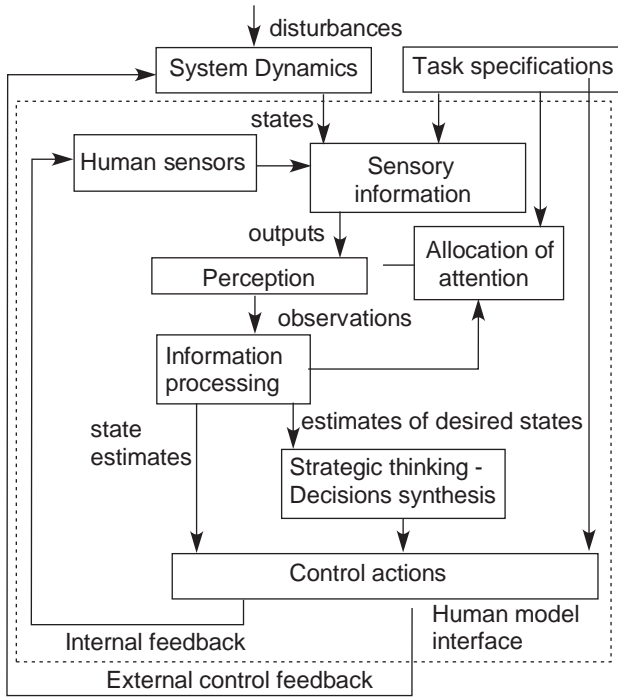 disturbances
System Dynamics
Task specifications
states
Human sensors
Sensory
information
outputs
Allocation of
attention
Perception
observations
Information
processing
state
estimates
estimates of desired states
Strategic thinking -
Decisions synthesis
Control actions
Human model
interface
Internal feedback
External control feedback